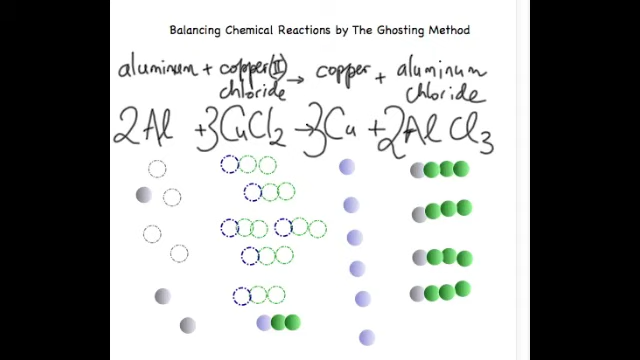 Balancing Chemical Reactions by The Ghosting Method
aluminum + copper(II) → copper + aluminum
chloride chloride
2Al + 3CuCl2 → 3Cu + 2AlCl3